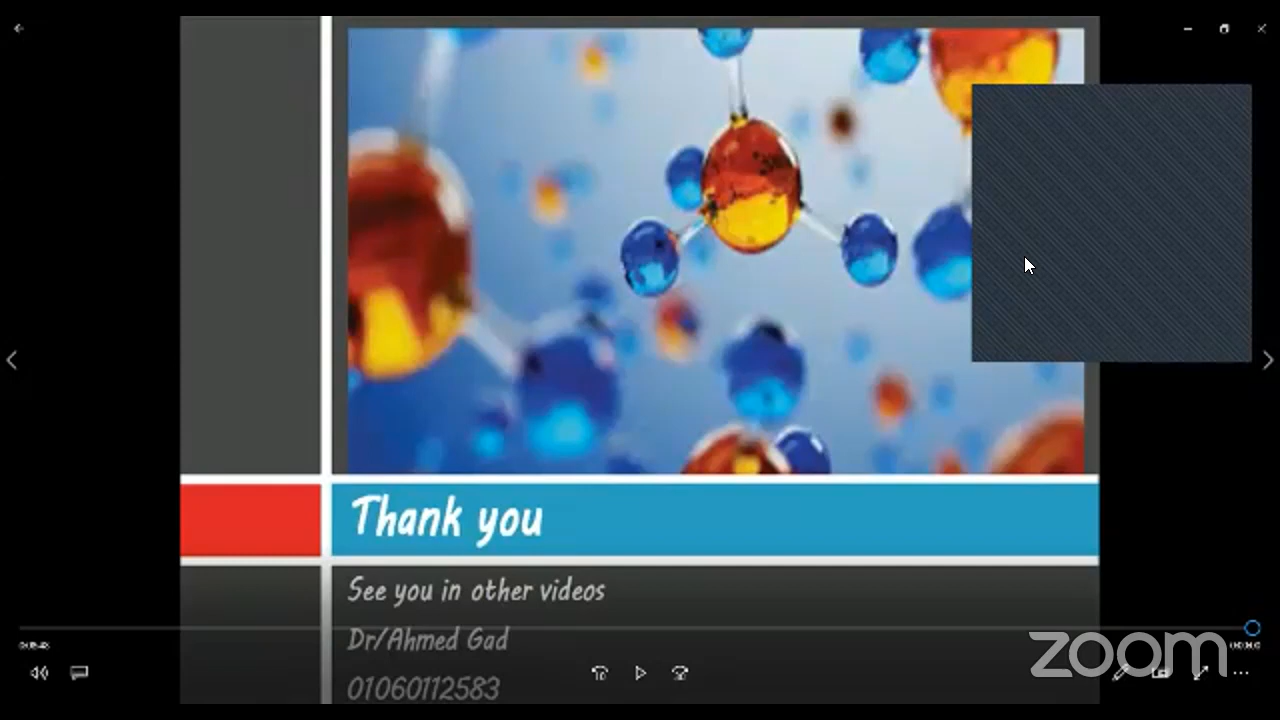 Thank you
See you in other videos
Dr/Ahmed Gad
01060112583
zoom